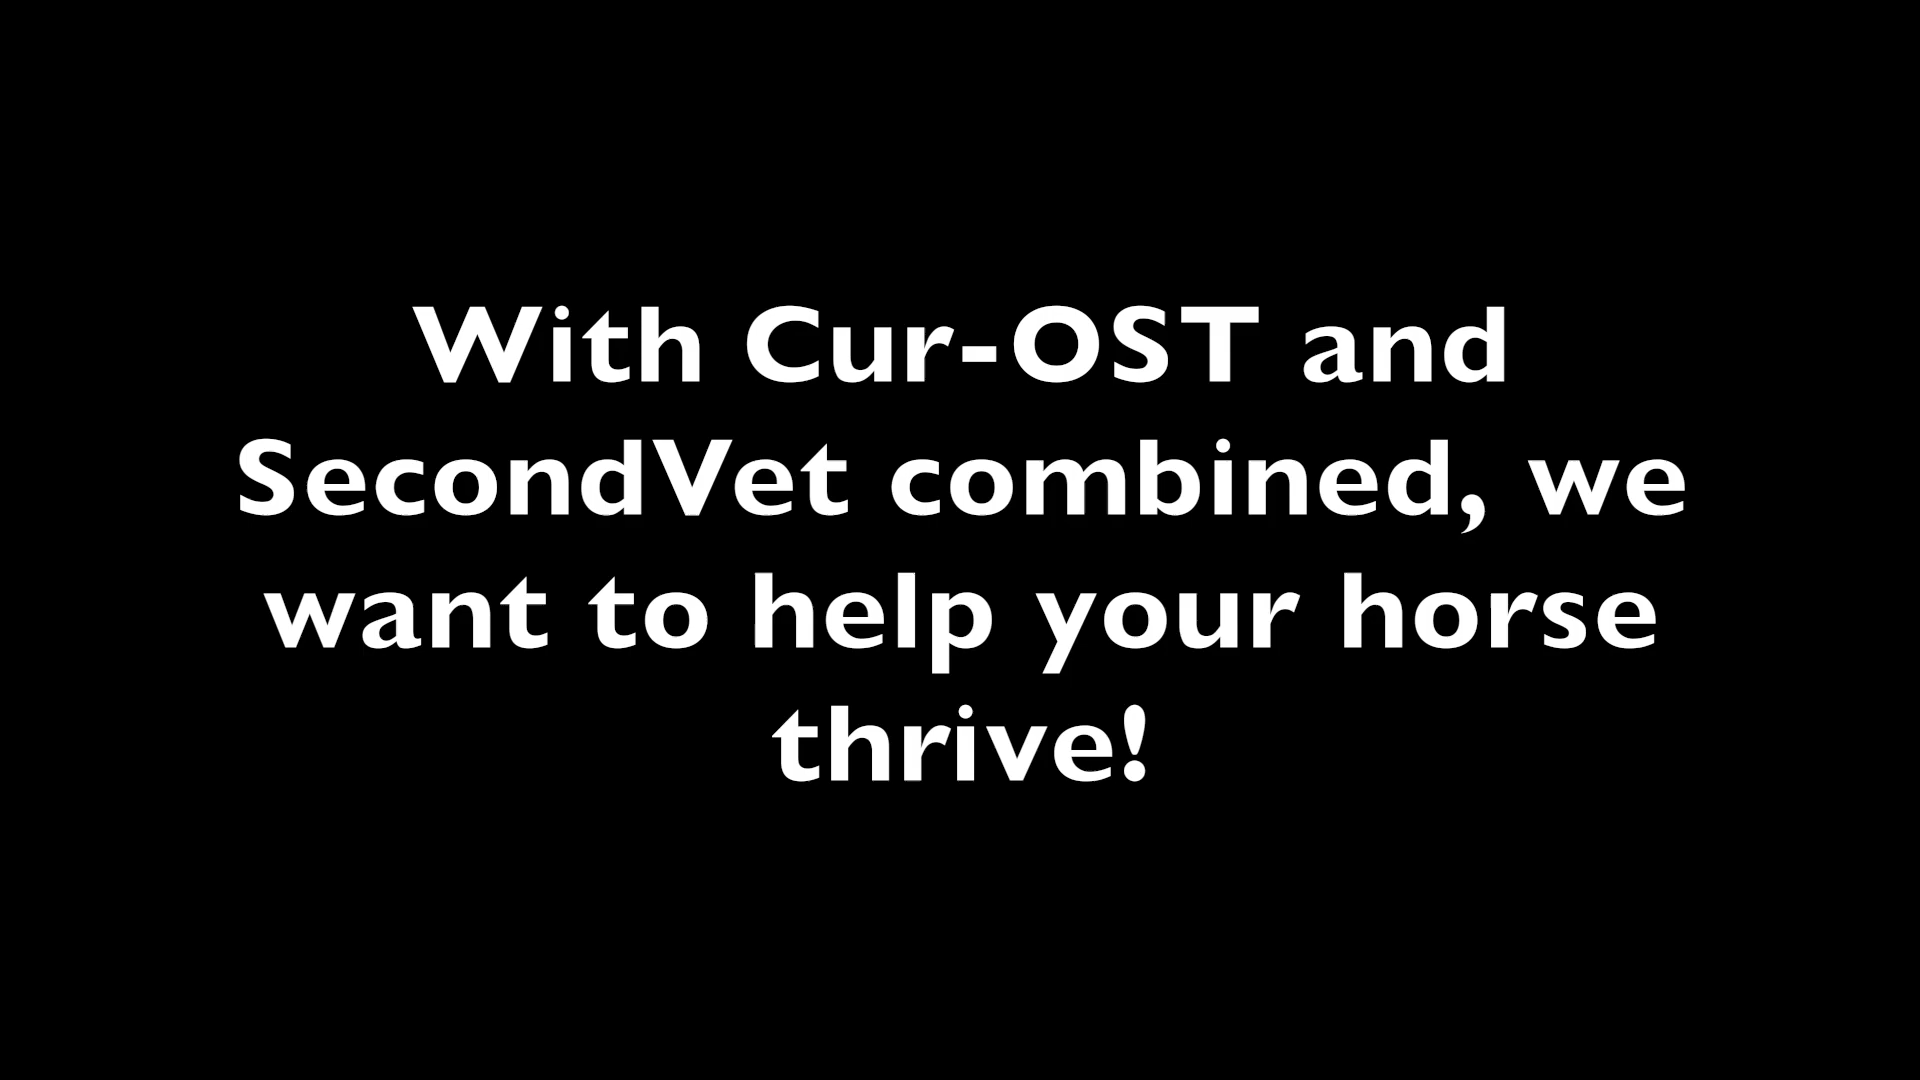 With Cur-OST and
SecondVet combined, we
want to help your horse
thrive!